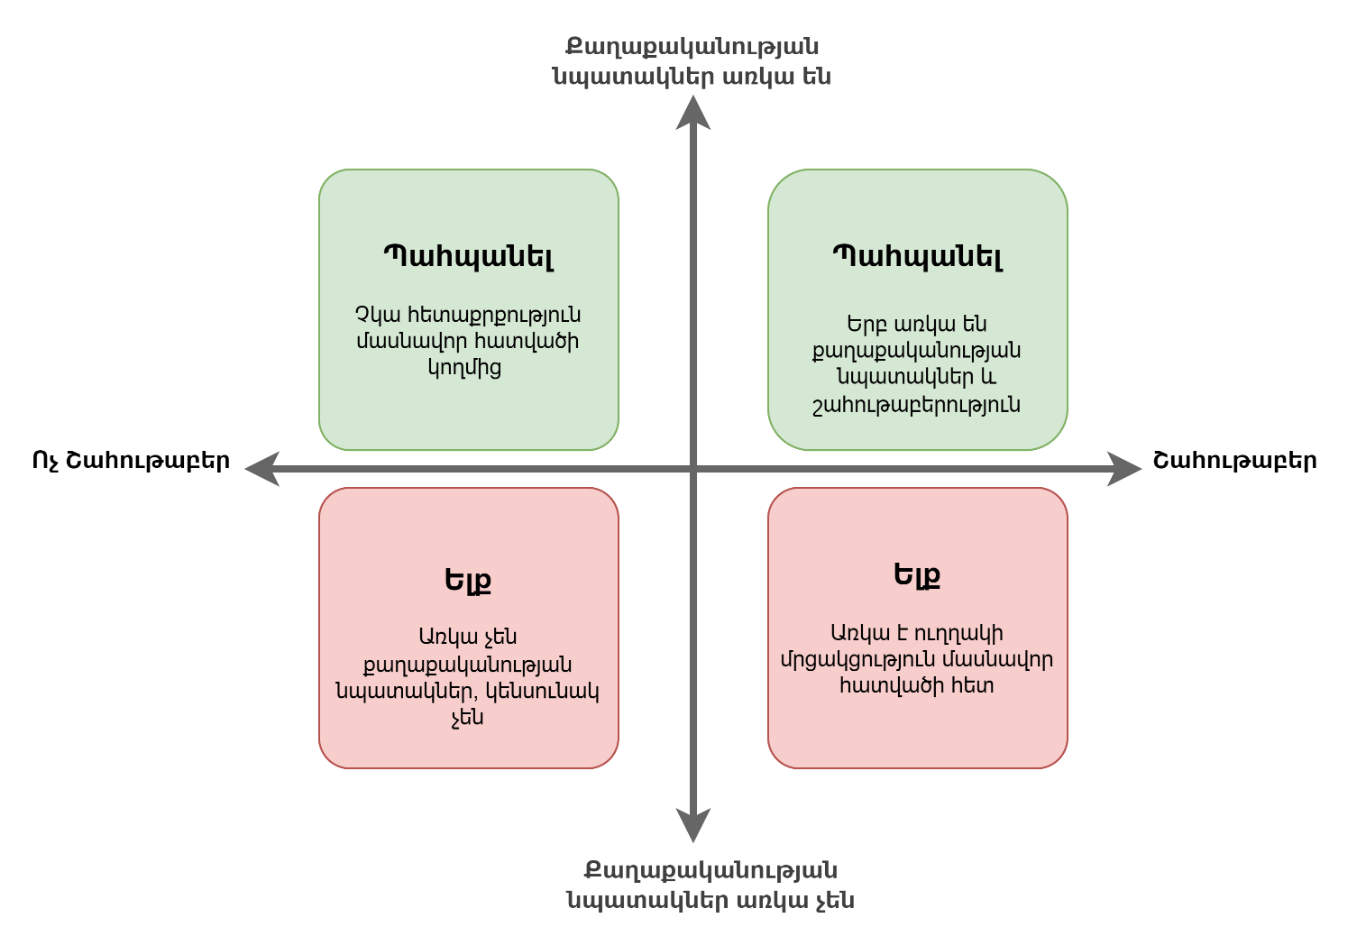 Քաղաքականության
նպատակներ առկա են
Պահպանել
Չկա հետաքրքություն
մասնավոր հատվածի
կողմից
Պահպանել
Երբ առկա են
քաղաքականության
նպատակներ և
շահութաբերություն
Ոչ Շահութաբեր
Շահութաբեր
Ելք
Առկա չեն
քաղաքականության
նպատակներ, կենսունակ
չեն
Ելք
Առկա է ուղղակի
մրցակցություն մասնավոր
հատվածի հետ
Քաղաքականության
նպատակներ առկա չեն